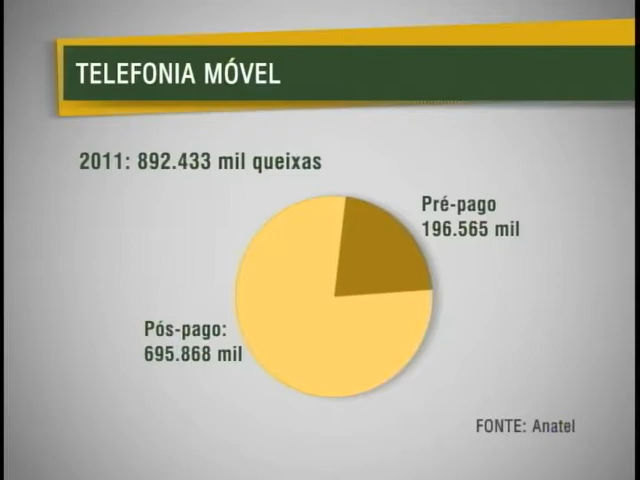 TELEFONIA MÓVEL
2011: 892.433 mil queixas
Pré-pago
196.565 mil
Pós-pago:
695.868 mil
FONTE: Anatel